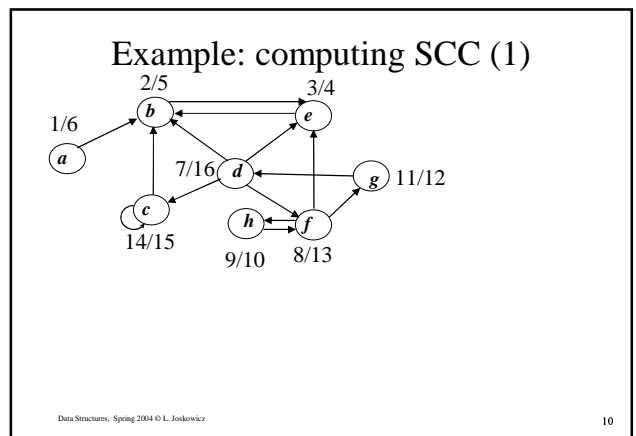 Example: computing SCC (1)
2/5
3/4
b
e
1/6
a
7/16
d
g
11/12
c
h
f
14/15
9/10
8/13
Data Structures, Spring 2004 © L. Joskowicz
10